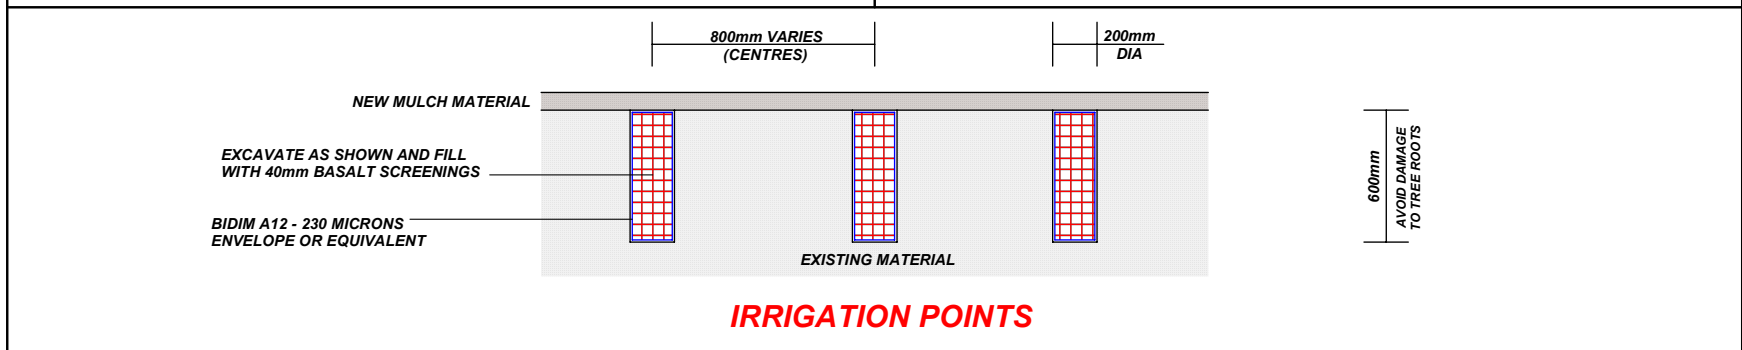 800mm VARIES
(CENTRES)
200mm
DIA
NEW MULCH MATERIAL
EXCAVATE AS SHOWN AND FILL
WITH 40mm BASALT SCREENINGS
BIDIM A12 - 230 MICRONS
ENVELOPE OR EQUIVALENT
EXISTING MATERIAL
600mm
AVOID DAMAGE
TO TREE ROOTS
IRRIGATION POINTS